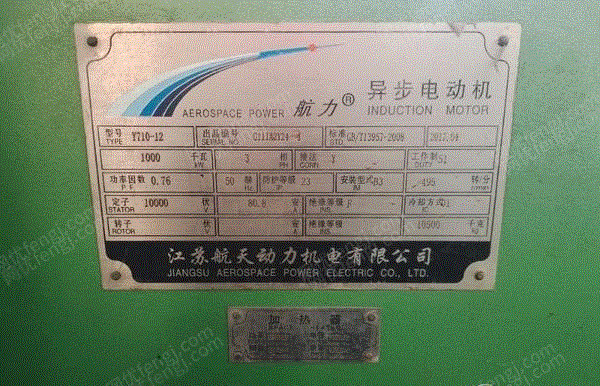 AEROSPACE POWER 航力® 异步电动机
INDUCTION MOTOR
型号 TYPE Y710-12 出品编号 SERIAL NO. 标准 STD. GB/T13957-2008 2017.04
1000 千瓦 kW 3 相 PH 接法 CONN Y 工作制 DUTY S1
功率因数 P.F. 0.76 50 赫 Hz 防护等级 IP 23 安装型式 B3 495 转/分 r/min
定子 STATOR 10000 伏 V 80.8 安 A 绝缘等级 INS. F 冷却方式 IC
转子 ROTOR 伏 V 安 A 绝缘等级 INS. 10500 千克
江苏航天动力机电有限公司
JIANGSU AEROSPACE POWER ELECTRIC CO., LTD.
加热器